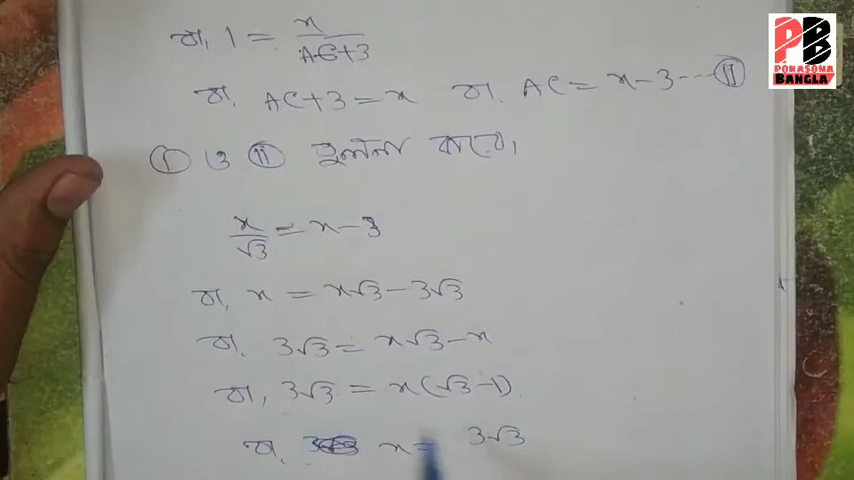 বা, 1 = x/(AC+3)
বা, AC+3 = x বা, AC = x-3 --- (II)
(I) ও (II) তুলনা করে,
x/√3 = x-3
বা, x = x√3 - 3√3
বা, 3√3 = x√3 - x
বা, 3√3 = x(√3-1)
বা, x = 3√3
PB
PONASONA
BANGLA